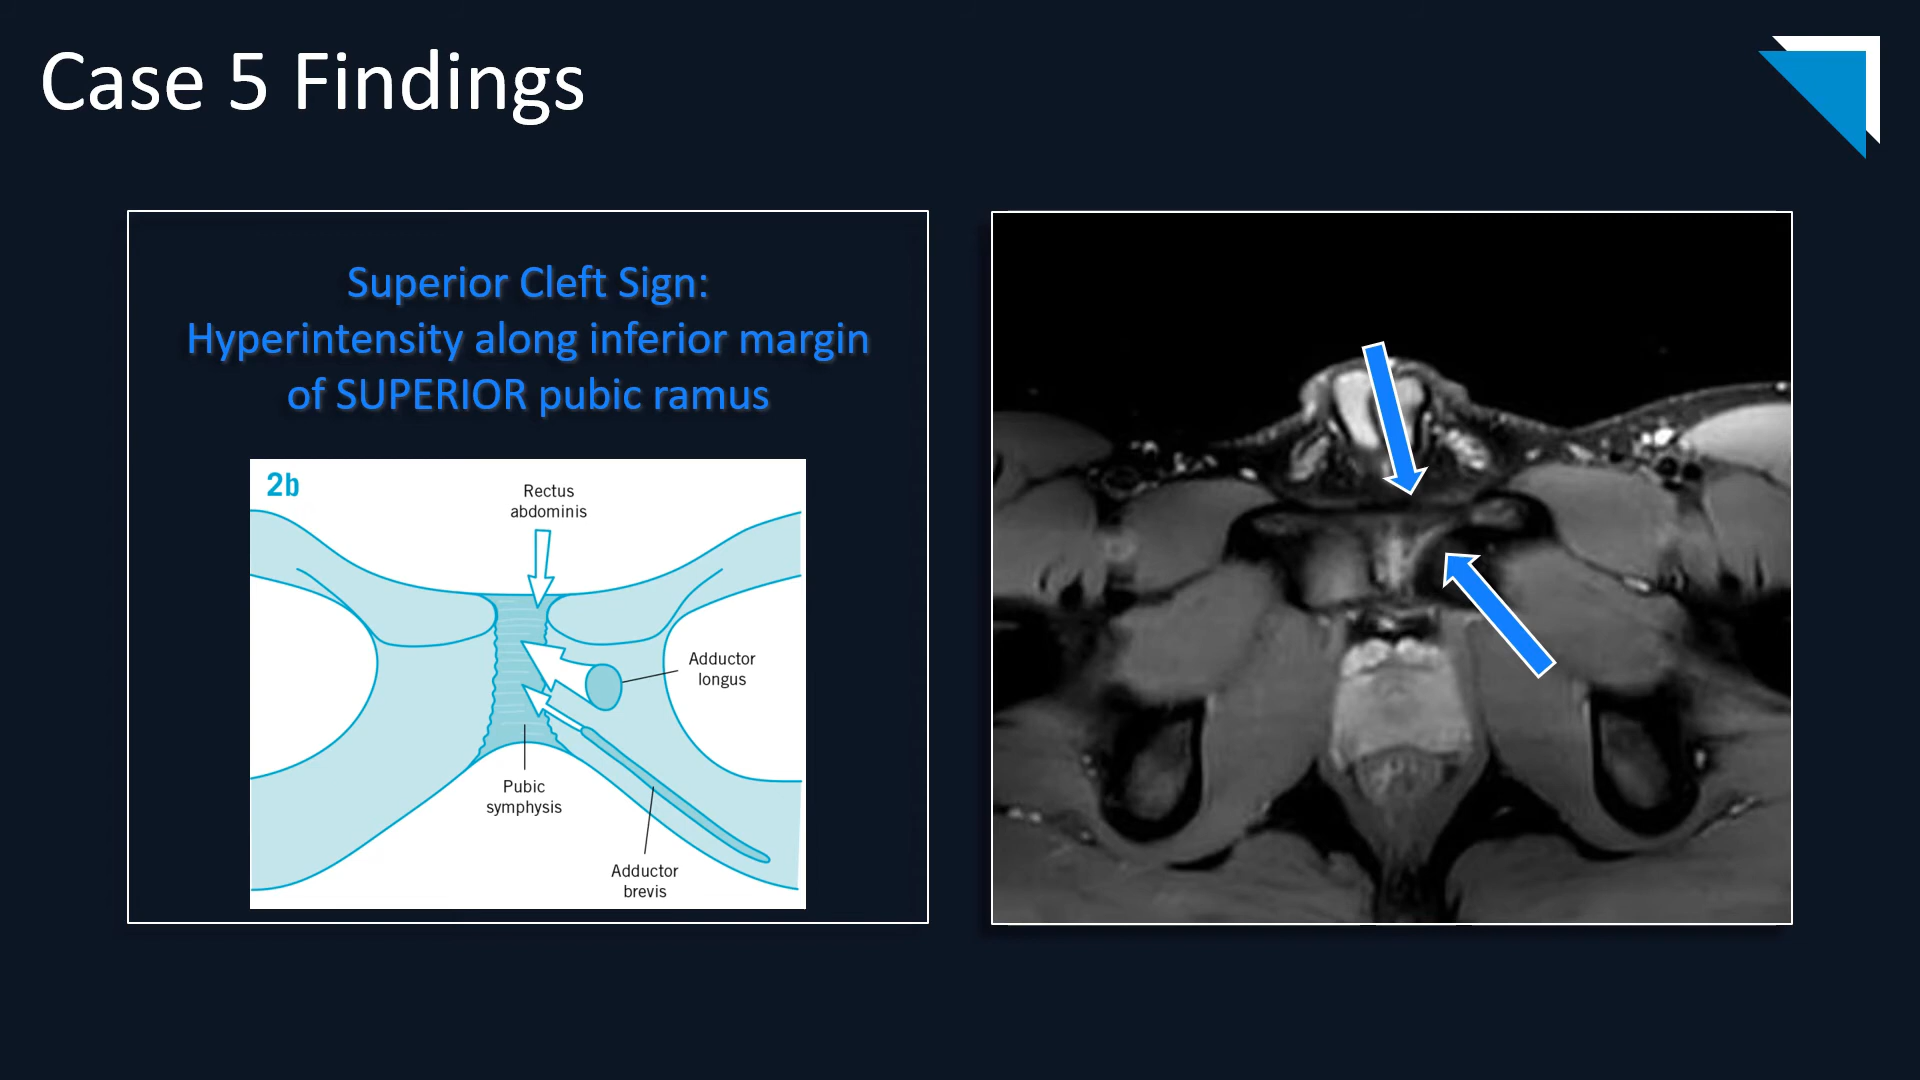 Case 5 Findings
Superior Cleft Sign:
Hyperintensity along inferior margin
of SUPERIOR pubic ramus
2b
Rectus
abdominis
Adductor
longus
Pubic
symphysis
Adductor
brevis